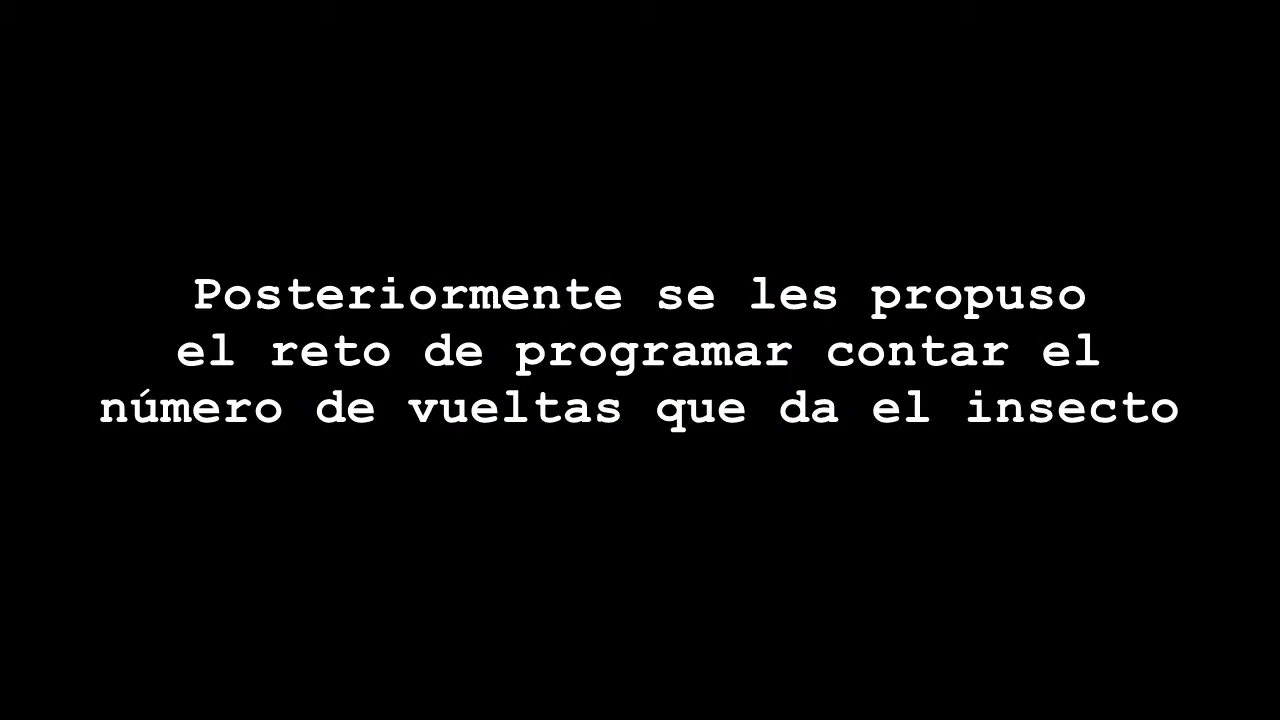 Posteriormente se les propuso
el reto de programar contar el
número de vueltas que da el insecto